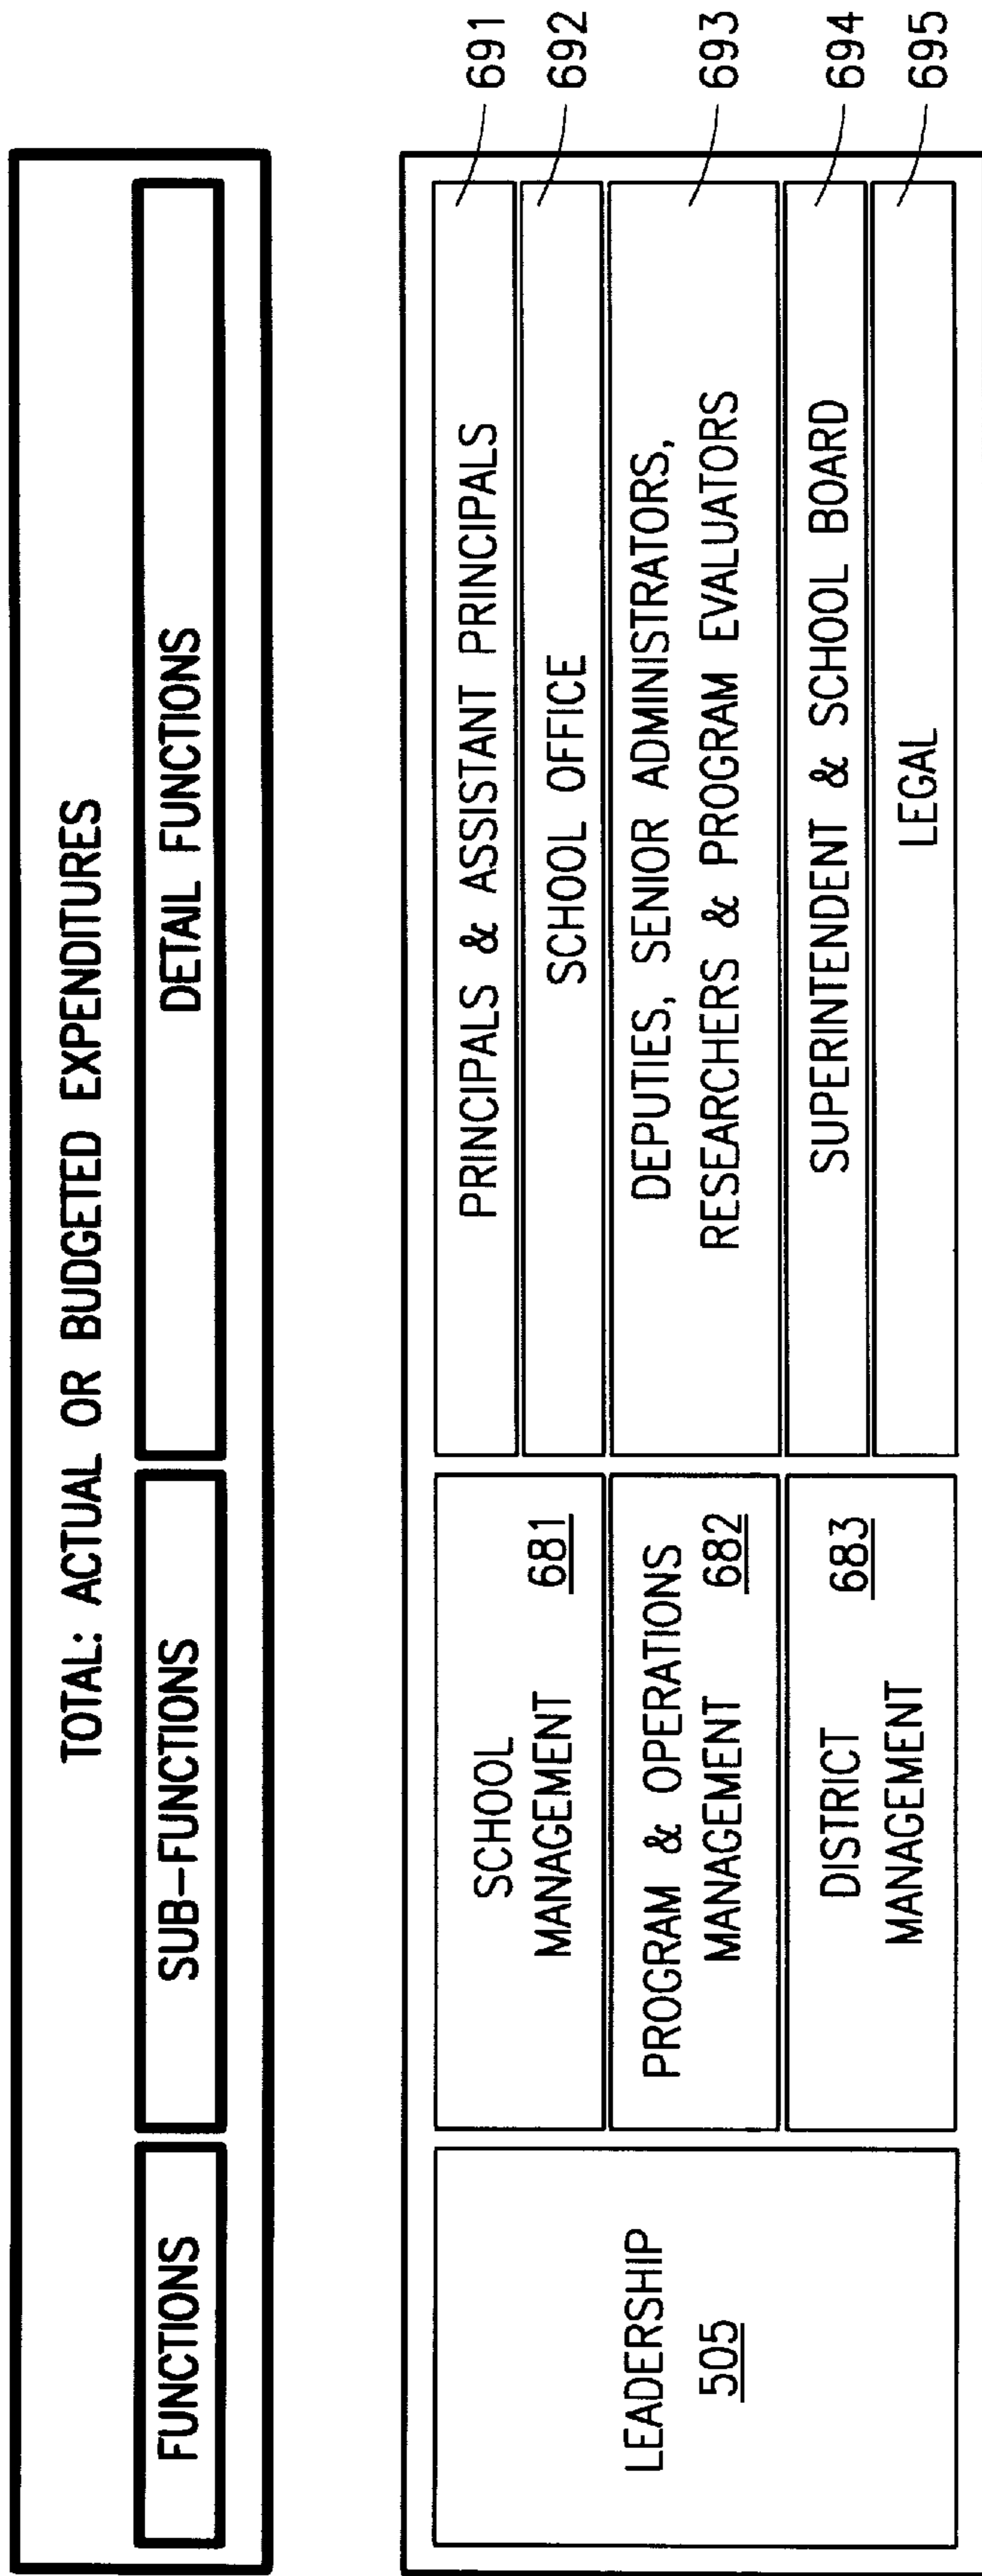 TOTAL: ACTUAL OR BUDGETED EXPENDITURES
FUNCTIONS
SUB-FUNCTIONS
DETAIL FUNCTIONS
LEADERSHIP
505
SCHOOL
MANAGEMENT
681
PROGRAM & OPERATIONS
MANAGEMENT
682
DISTRICT
MANAGEMENT
683
PRINCIPALS & ASSISTANT PRINCIPALS
691
SCHOOL OFFICE
692
DEPUTIES, SENIOR ADMINISTRATORS,
RESEARCHERS & PROGRAM EVALUATORS
693
SUPERINTENDENT & SCHOOL BOARD
694
LEGAL
695